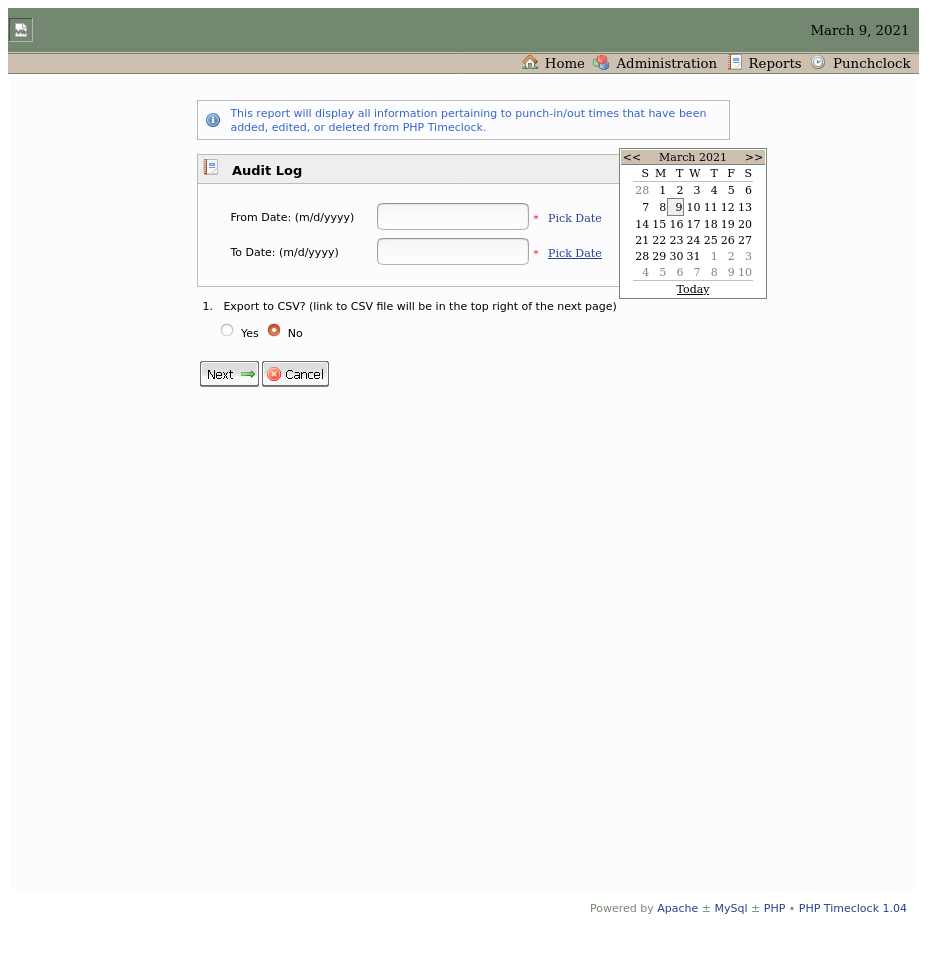 March 9, 2021
Home Administration Reports Punchclock
This report will display all information pertaining to punch-in/out times that have been
added, edited, or deleted from PHP Timeclock.
Audit Log
From Date: (m/d/yyyy) * Pick Date
To Date: (m/d/yyyy) * Pick Date
<< March 2021 >>
S M T W T F S
28 1 2 3 4 5 6
7 8 9 10 11 12 13
14 15 16 17 18 19 20
21 22 23 24 25 26 27
28 29 30 31 1 2 3
4 5 6 7 8 9 10
Today
1. Export to CSV? (link to CSV file will be in the top right of the next page)
Yes No
Next Cancel
Powered by Apache ± MySql ± PHP • PHP Timeclock 1.04